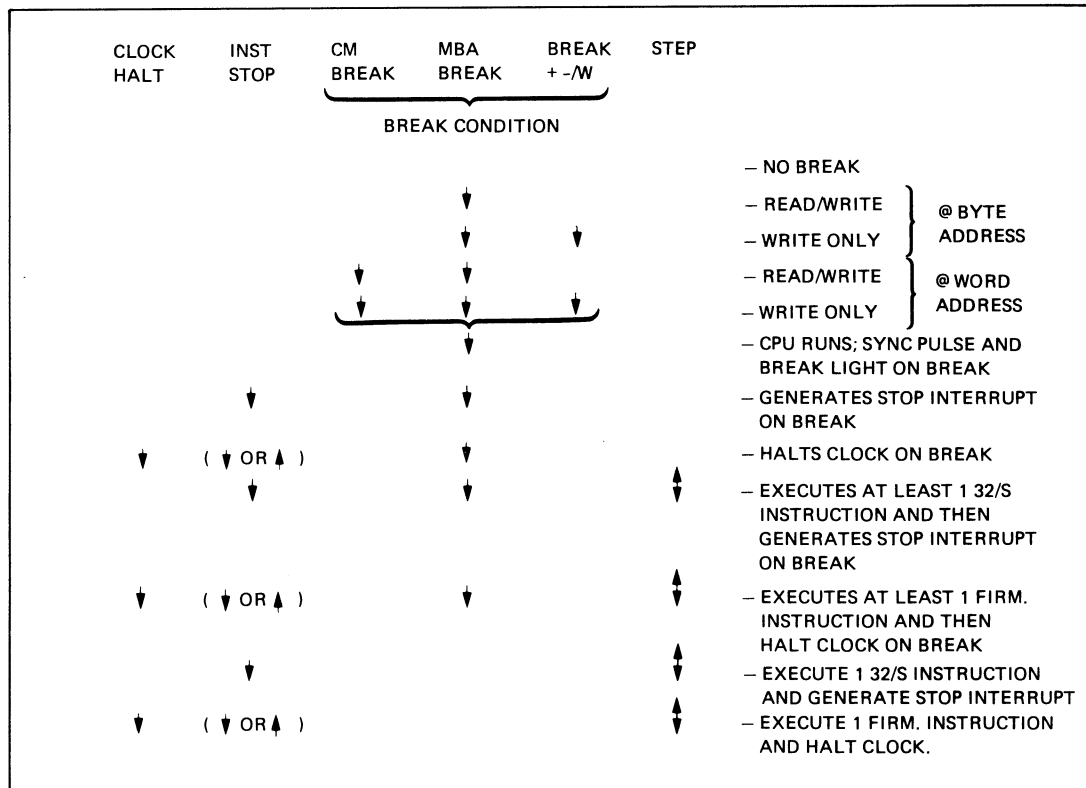 CLOCK HALT INST STOP CM BREAK MBA BREAK BREAK + -/W STEP
BREAK CONDITION
– NO BREAK
– READ/WRITE
– WRITE ONLY
@ BYTE
ADDRESS
– READ/WRITE
– WRITE ONLY
@ WORD
ADDRESS
– CPU RUNS; SYNC PULSE AND
BREAK LIGHT ON BREAK
– GENERATES STOP INTERRUPT
ON BREAK
( OR ) – HALTS CLOCK ON BREAK
– EXECUTES AT LEAST 1 32/S
INSTRUCTION AND THEN
GENERATES STOP INTERRUPT
ON BREAK
( OR ) – EXECUTES AT LEAST 1 FIRM.
INSTRUCTION AND THEN
HALT CLOCK ON BREAK
– EXECUTE 1 32/S INSTRUCTION
AND GENERATE STOP INTERRUPT
( OR ) – EXECUTE 1 FIRM. INSTRUCTION
AND HALT CLOCK.